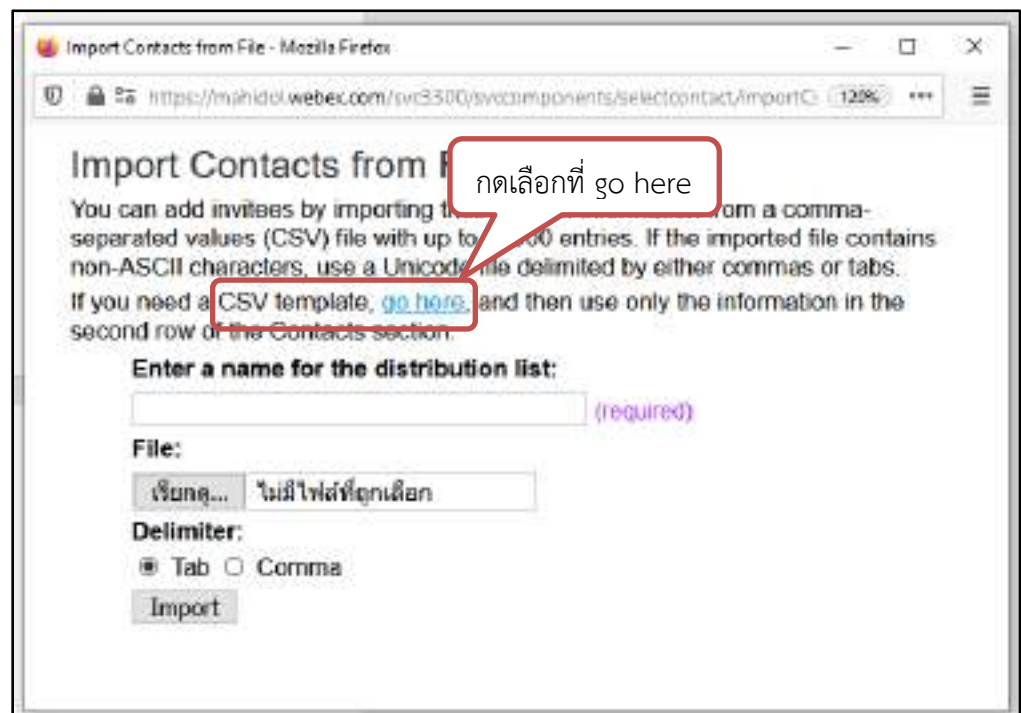 Import Contacts from File - Mozilla Firefox
https://mahidol.webex.com/svc3300/svccomponents/selectcontact/importC 120%
Import Contacts from
กดเลือกที่ go here
You can add invitees by importing from a comma-
separated values (CSV) file with up to 00 entries. If the imported file contains
non-ASCII characters, use a Unicode file delimited by either commas or tabs.
If you need a CSV template, go here, and then use only the information in the
second row of the Contacts section.
Enter a name for the distribution list:
(required)
File:
เรียกดู... ไม่มีไฟล์ที่ถูกเลือก
Delimiter:
Tab Comma
Import